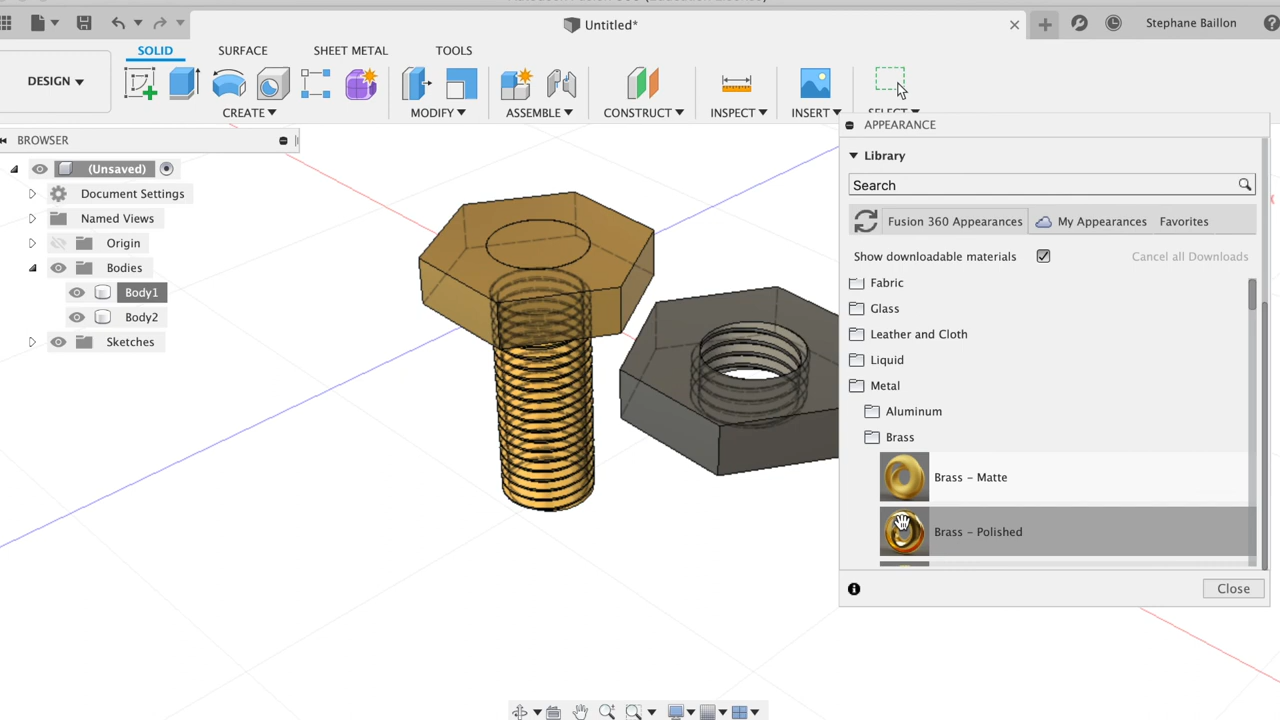 Untitled*
Stephane Baillon
SOLID
SURFACE
SHEET METAL
TOOLS
DESIGN
CREATE
MODIFY
ASSEMBLE
CONSTRUCT
INSPECT
INSERT
SELECT
BROWSER
(Unsaved)
Document Settings
Named Views
Origin
Bodies
Body1
Body2
Sketches
APPEARANCE
Library
Search
Fusion 360 Appearances
My Appearances
Favorites
Show downloadable materials
Cancel all Downloads
Fabric
Glass
Leather and Cloth
Liquid
Metal
Aluminum
Brass
Brass - Matte
Brass - Polished
Close